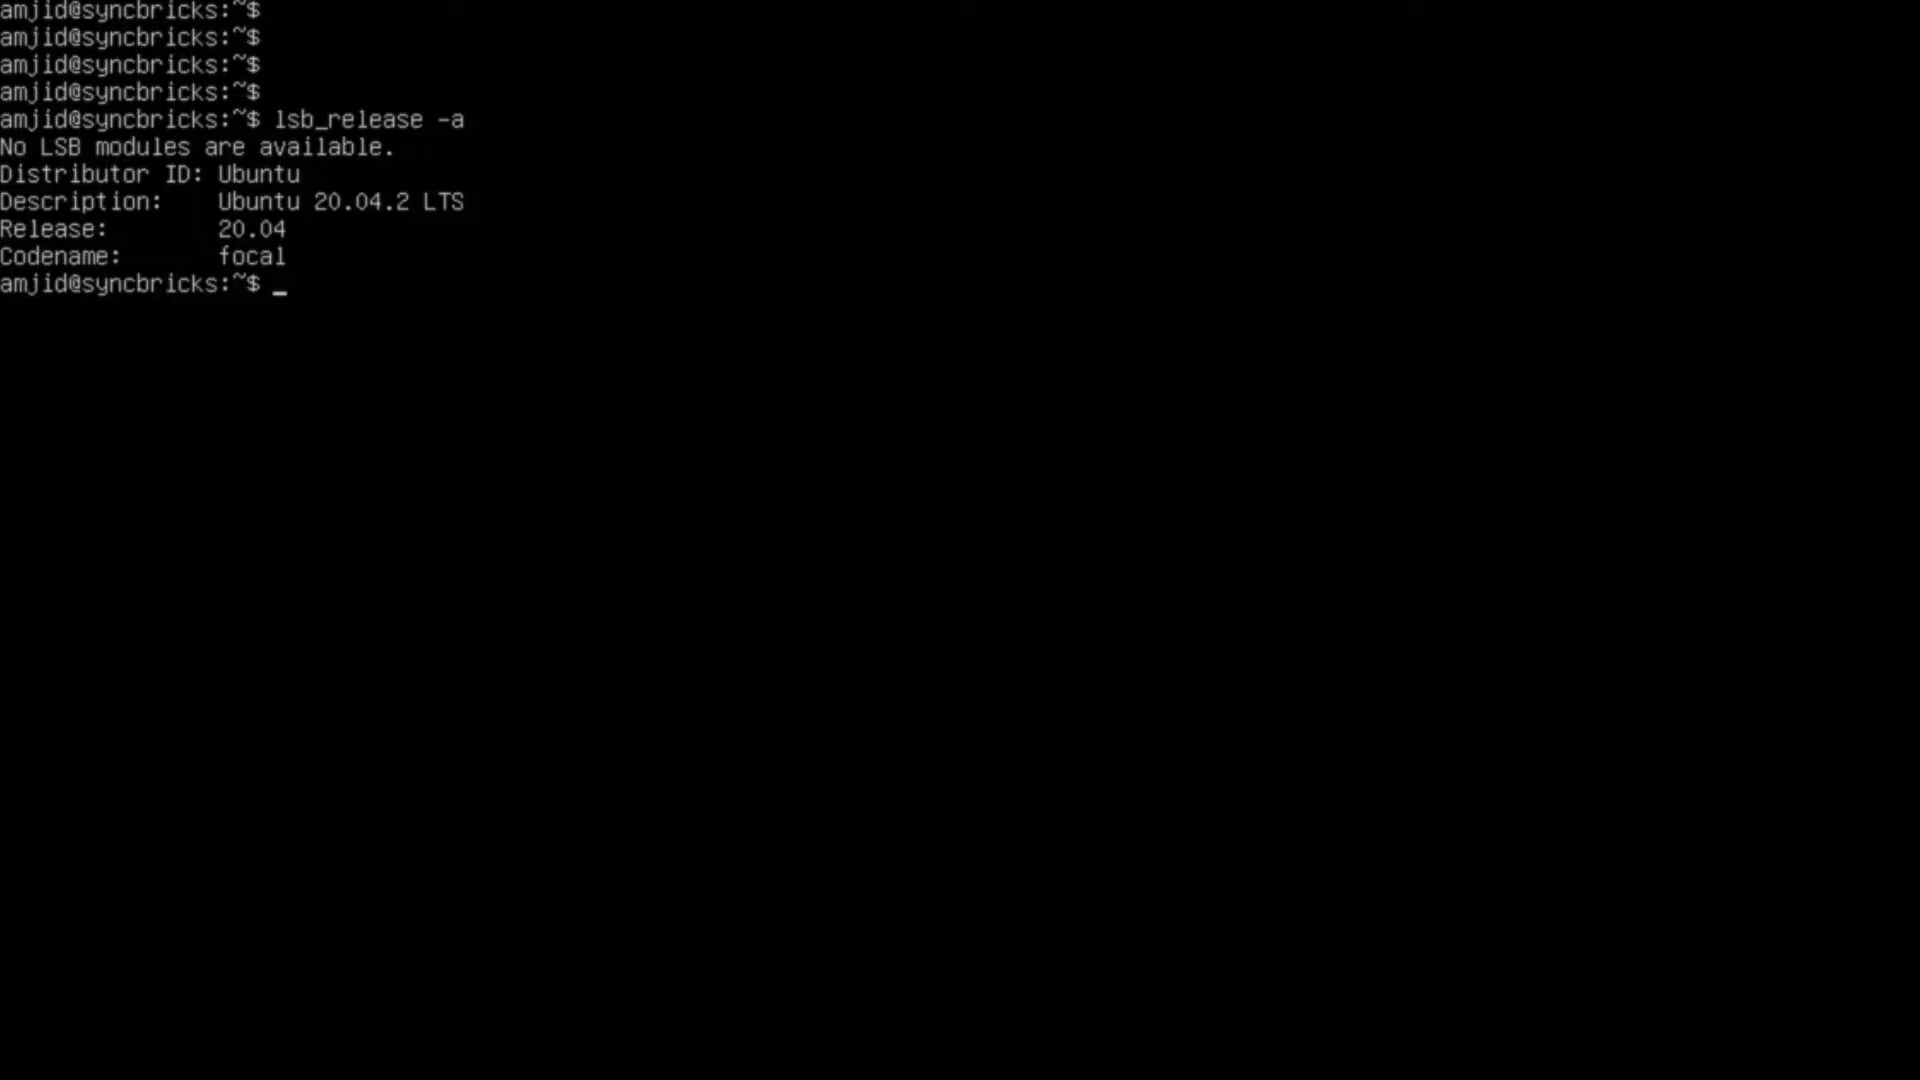 amjid@syncbricks:~$
amjid@syncbricks:~$
amjid@syncbricks:~$
amjid@syncbricks:~$
amjid@syncbricks:~$ lsb_release -a
No LSB modules are available.
Distributor ID: Ubuntu
Description:    Ubuntu 20.04.2 LTS
Release:        20.04
Codename:       focal
amjid@syncbricks:~$ _